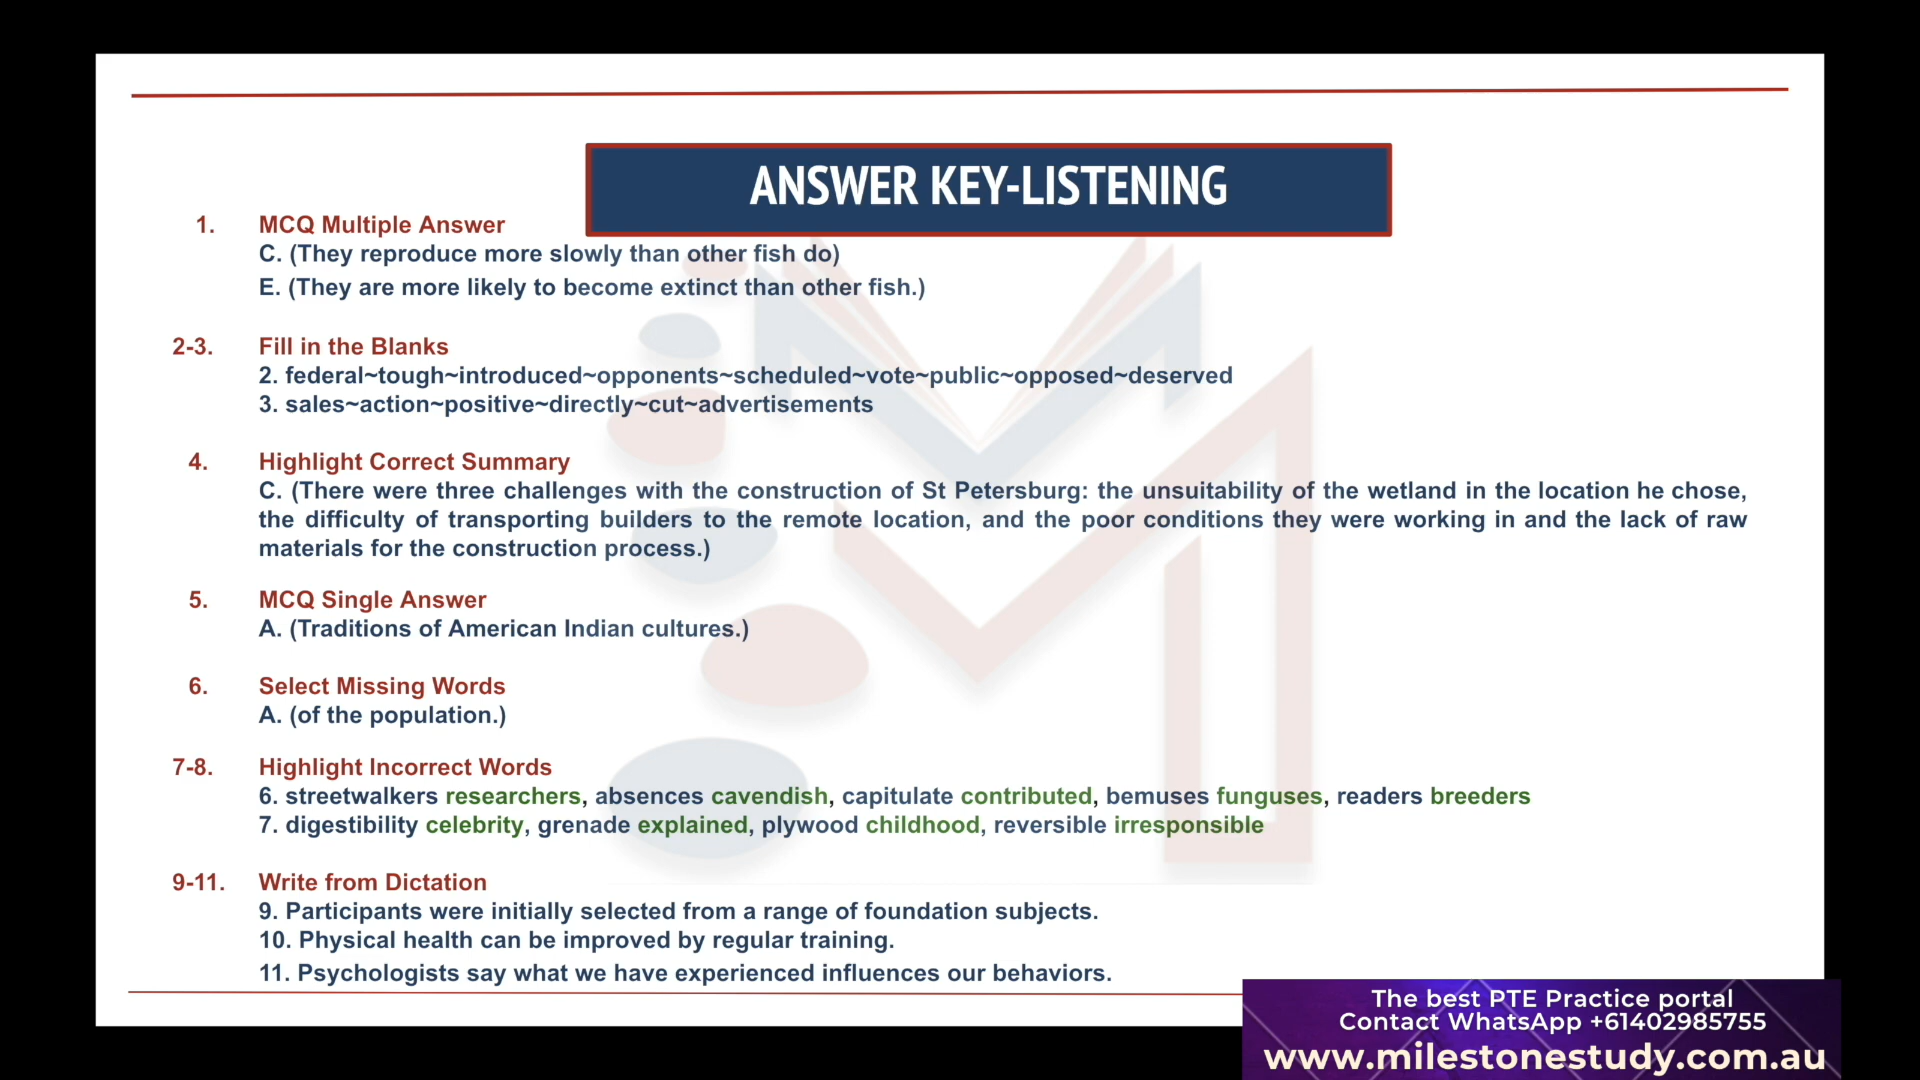 ANSWER KEY-LISTENING
1. MCQ Multiple Answer
C. (They reproduce more slowly than other fish do)
E. (They are more likely to become extinct than other fish.)
2-3. Fill in the Blanks
2. federal~tough~introduced~opponents~scheduled~vote~public~opposed~deserved
3. sales~action~positive~directly~cut~advertisements
4. Highlight Correct Summary
C. (There were three challenges with the construction of St Petersburg: the unsuitability of the wetland in the location he chose,
the difficulty of transporting builders to the remote location, and the poor conditions they were working in and the lack of raw
materials for the construction process.)
5. MCQ Single Answer
A. (Traditions of American Indian cultures.)
6. Select Missing Words
A. (of the population.)
7-8. Highlight Incorrect Words
6. streetwalkers researchers, absences cavendish, capitulate contributed, bemuses funguses, readers breeders
7. digestibility celebrity, grenade explained, plywood childhood, reversible irresponsible
9-11. Write from Dictation
9. Participants were initially selected from a range of foundation subjects.
10. Physical health can be improved by regular training.
11. Psychologists say what we have experienced influences our behaviors.
The best PTE Practice portal
Contact WhatsApp +61402985755
www.milestonestudy.com.au